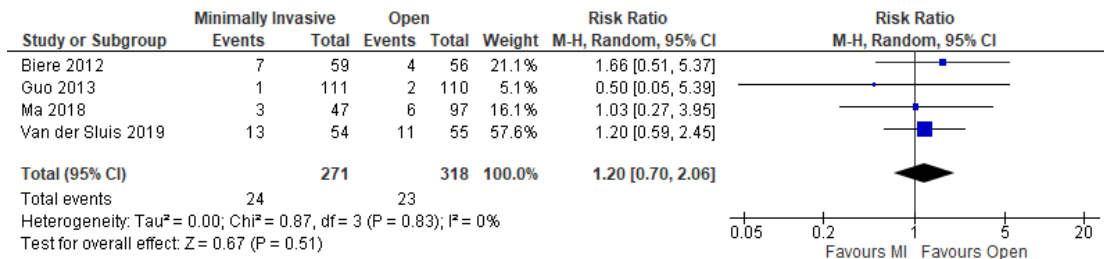 Minimally Invasive Open Risk Ratio Risk Ratio
Study or Subgroup Events Total Events Total Weight M-H, Random, 95% CI M-H, Random, 95% CI
Biere 2012 7 59 4 56 21.1% 1.66 [0.51, 5.37]
Guo 2013 1 111 2 110 5.1% 0.50 [0.05, 5.39]
Ma 2018 3 47 6 97 16.1% 1.03 [0.27, 3.95]
Van der Sluis 2019 13 54 11 55 57.6% 1.20 [0.59, 2.45]
Total (95% CI) 271 318 100.0% 1.20 [0.70, 2.06]
Total events 24 23
Heterogeneity: Tau² = 0.00; Chi² = 0.87, df = 3 (P = 0.83); I² = 0%
Test for overall effect: Z = 0.67 (P = 0.51)
0.05 0.2 1 5 20
Favours MI Favours Open